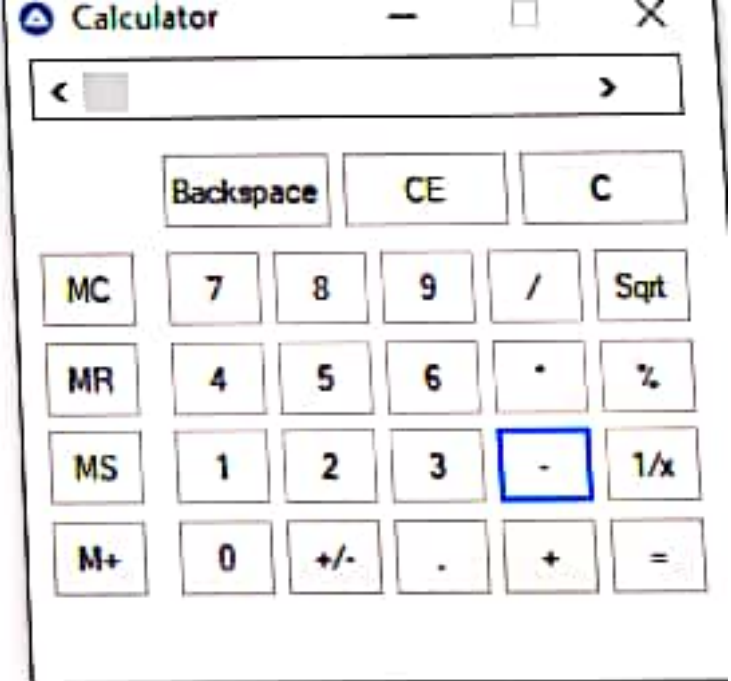 Calculator
< >
Backspace CE C
MC 7 8 9 / Sqrt
MR 4 5 6 * %
MS 1 2 3 - 1/x
M+ 0 +/- . + =